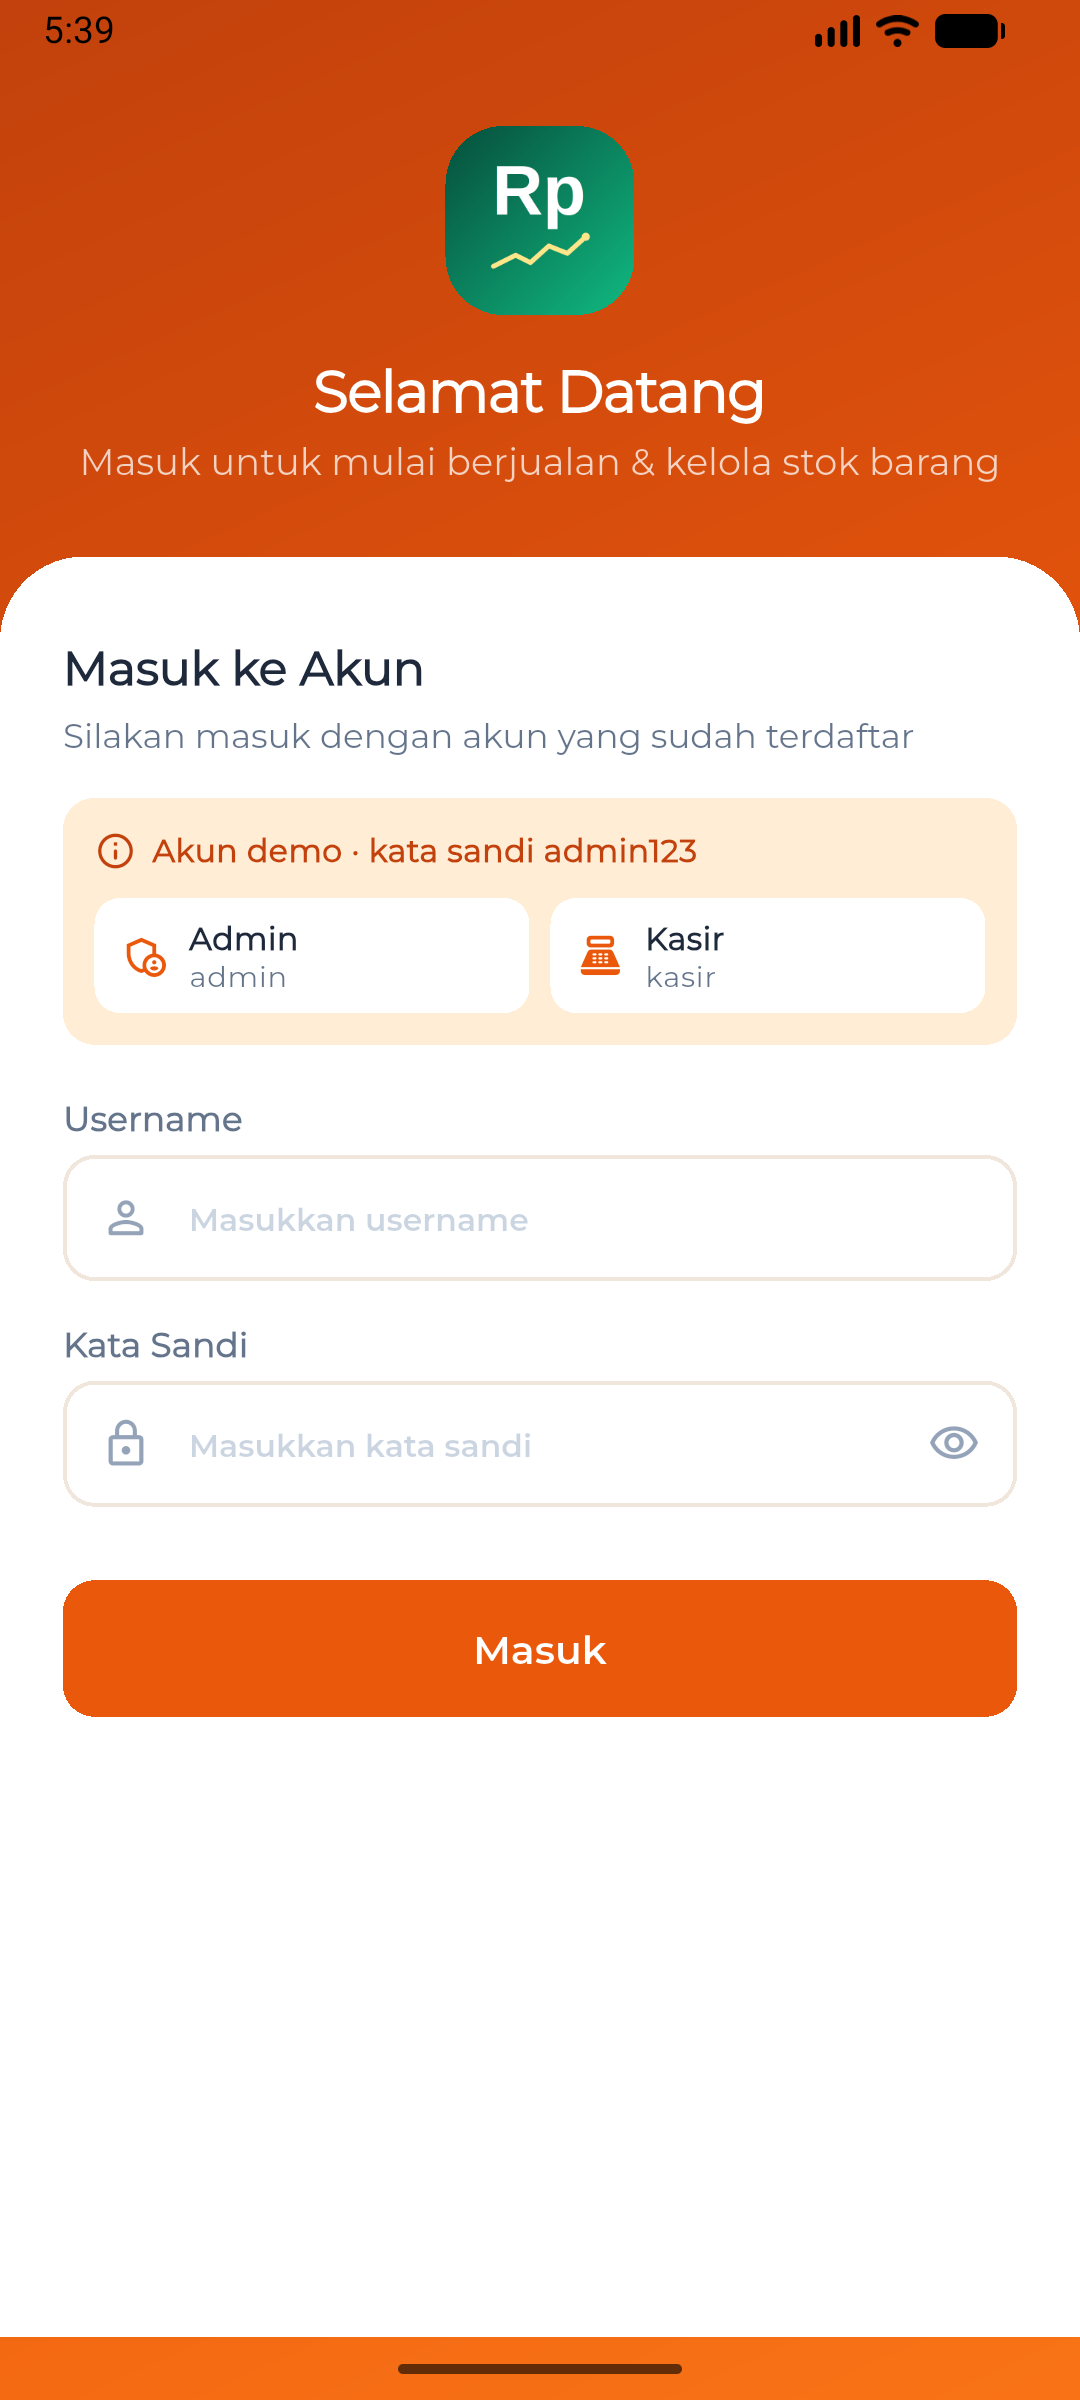 5:39
Rp
Selamat Datang
Masuk untuk mulai berjualan & kelola stok barang
Masuk ke Akun
Silakan masuk dengan akun yang sudah terdaftar
Akun demo · kata sandi admin123
Admin
admin
Kasir
kasir
Username
Masukkan username
Kata Sandi
Masukkan kata sandi
Masuk